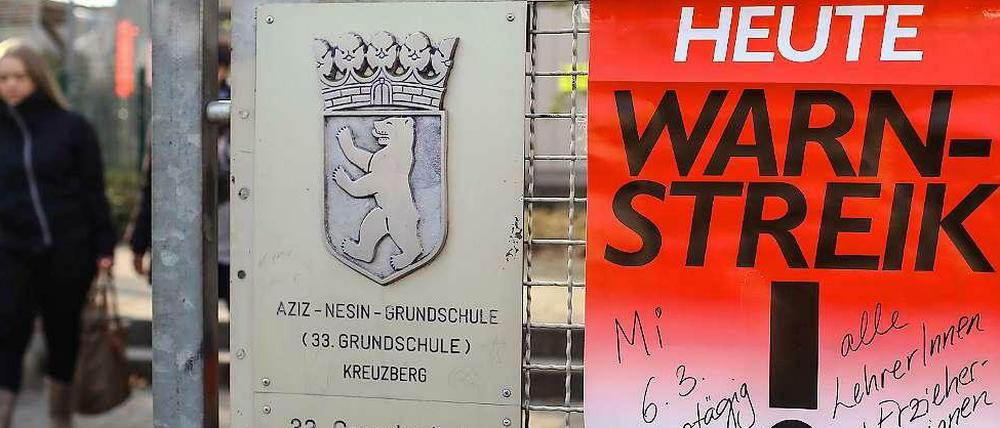 AZIZ-NESIN-GRUNDSCHULE
(33. GRUNDSCHULE)
KREUZBERG
HEUTE
WARN-
STREIK
!
Mi
6.3.
alle
LehrerInnen